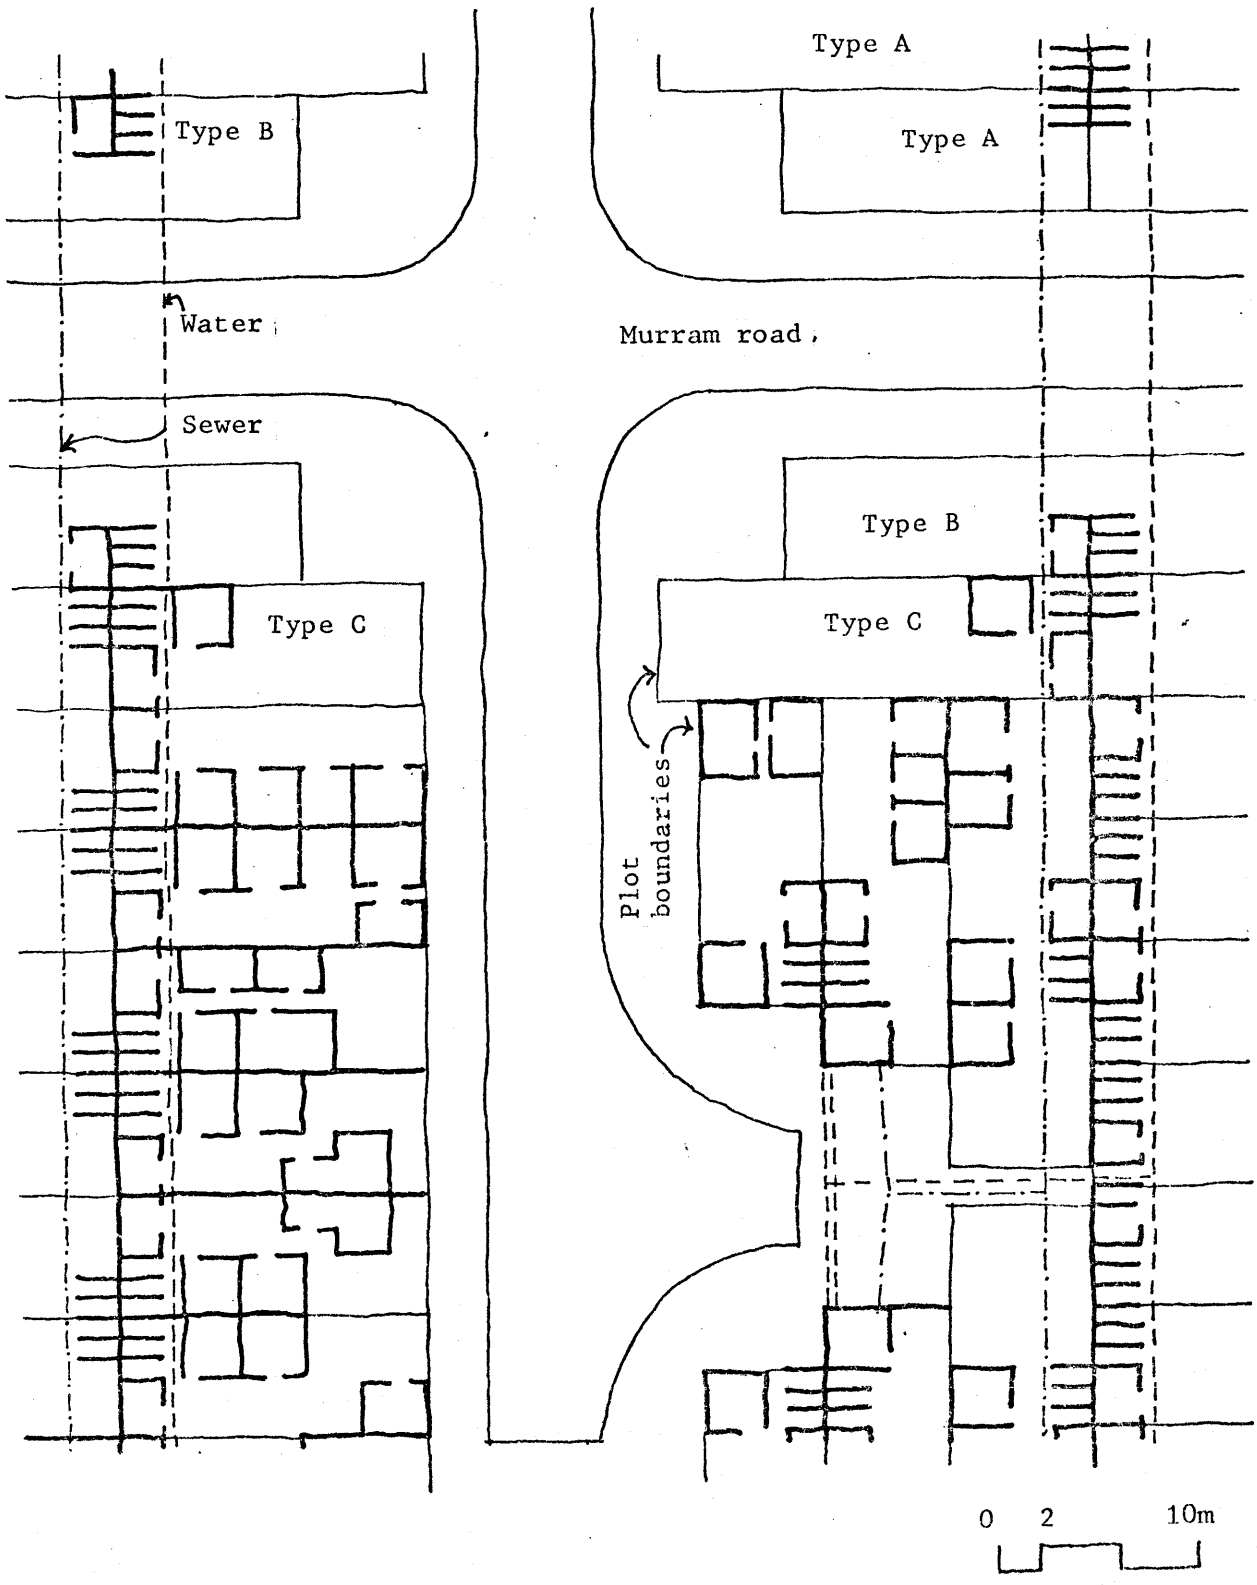 Type A
Type B
Type A
Water
Murram road.
Sewer
Type B
Type C
Type C
Plot
boundaries
0 2 10m